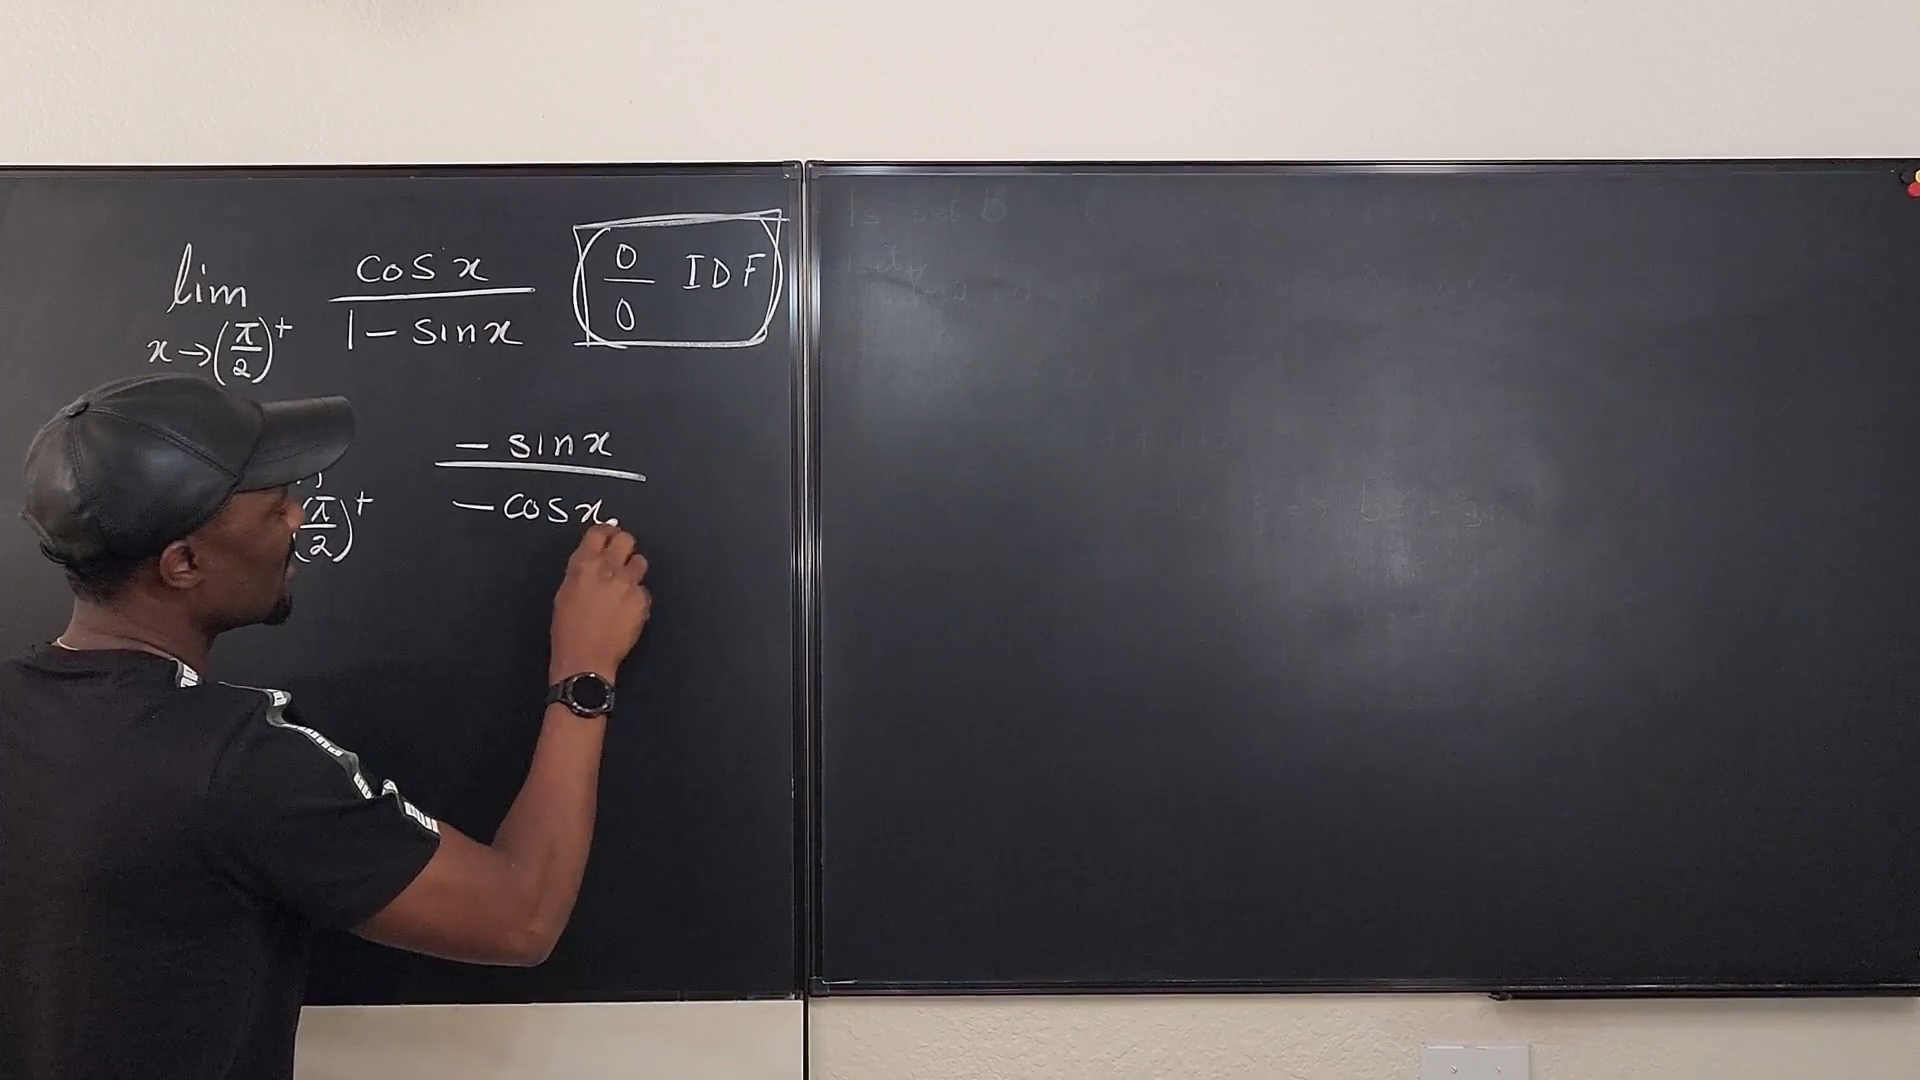 lim cos x / 1 - sin x 0/0 IDF
x → (π/2)⁺
- sin x / - cos x
(π/2)⁺